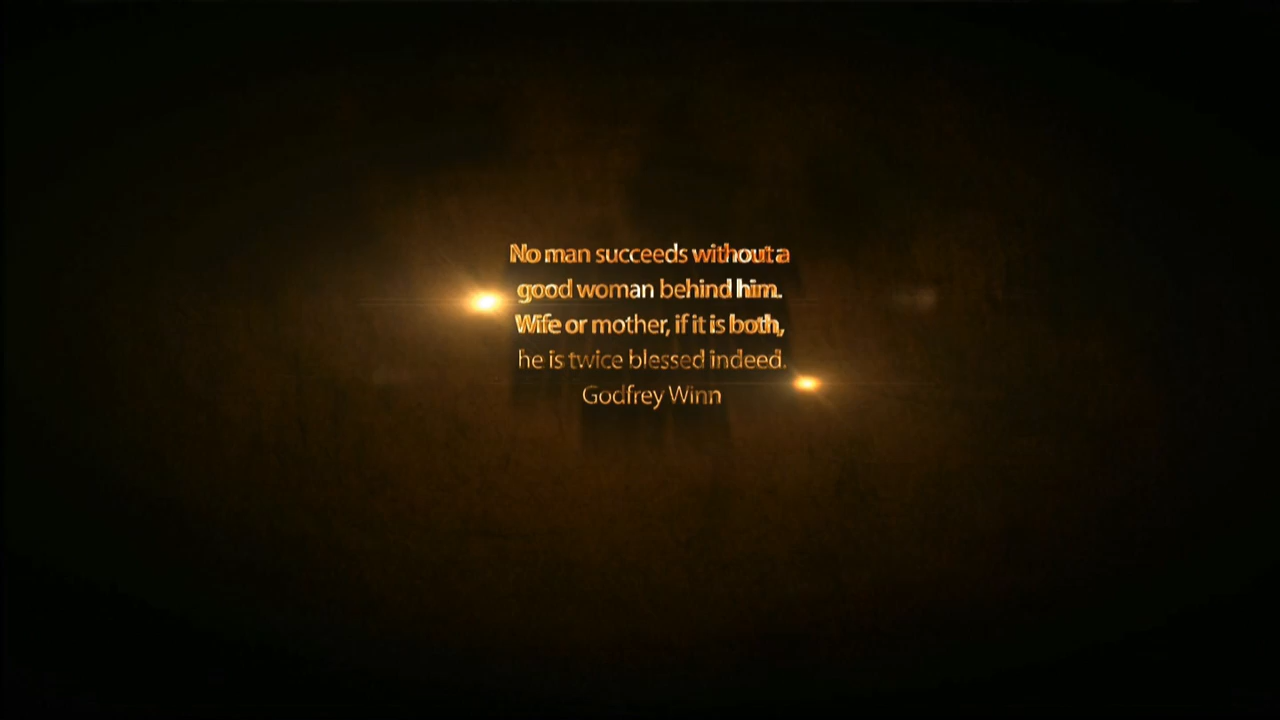 No man succeeds without a
good woman behind him.
Wife or mother, if it is both,
he is twice blessed indeed.
Godfrey Winn